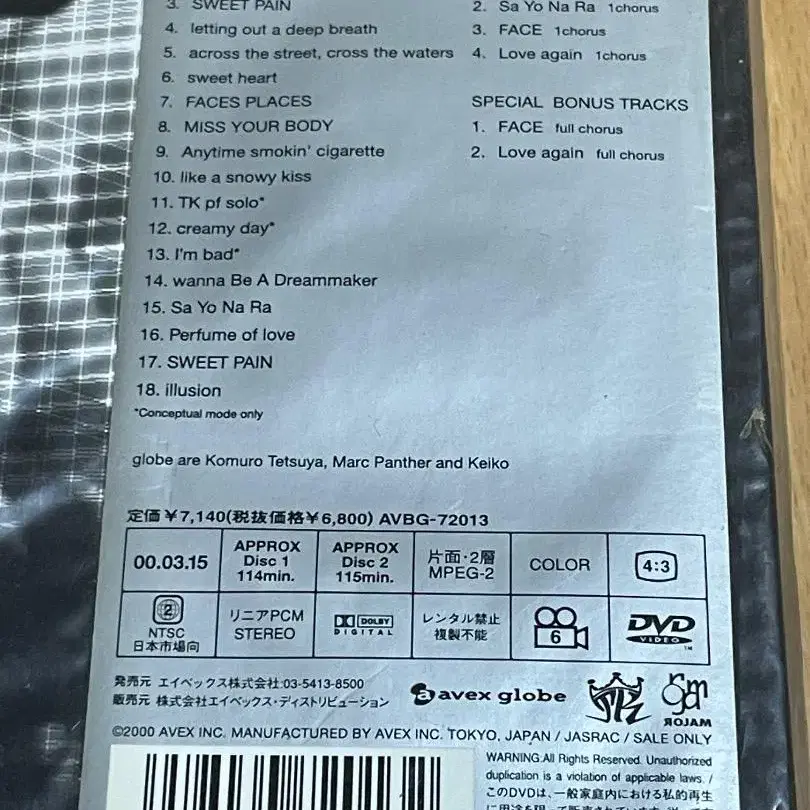 3. SWEET PAIN
4. letting out a deep breath
5. across the street, cross the waters
6. sweet heart
7. FACES PLACES
8. MISS YOUR BODY
9. Anytime smokin' cigarette
10. like a snowy kiss
11. TK pf solo*
12. creamy day*
13. I'm bad*
14. wanna Be A Dreammaker
15. Sa Yo Na Ra
16. Perfume of love
17. SWEET PAIN
18. illusion
*Conceptual mode only
2. Sa Yo Na Ra 1chorus
3. FACE 1chorus
4. Love again 1chorus
SPECIAL BONUS TRACKS
1. FACE full chorus
2. Love again full chorus
globe are Komuro Tetsuya, Marc Panther and Keiko
定価¥7,140(税抜価格¥6,800) AVBG-72013
00.03.15
APPROX
Disc 1
114min.
APPROX
Disc 2
115min.
片面·2層
MPEG-2
COLOR
4:3
2
NTSC
日本市場向
リニアPCM
STEREO
DOLBY
DIGITAL
レンタル禁止
複製不能
6
DVD
VIDEO
TM
発売元 エイベックス株式会社:03-5413-8500
販売元 株式会社エイベックス・ディストリビューション
avex globe
ROJAM
©2000 AVEX INC. MANUFACTURED BY AVEX INC. TOKYO, JAPAN / JASRAC / SALE ONLY
WARNING:All Rights Reserved. Unauthorized
duplication is a violation of applicable laws. /
このDVDは、一般家庭内における私的再生